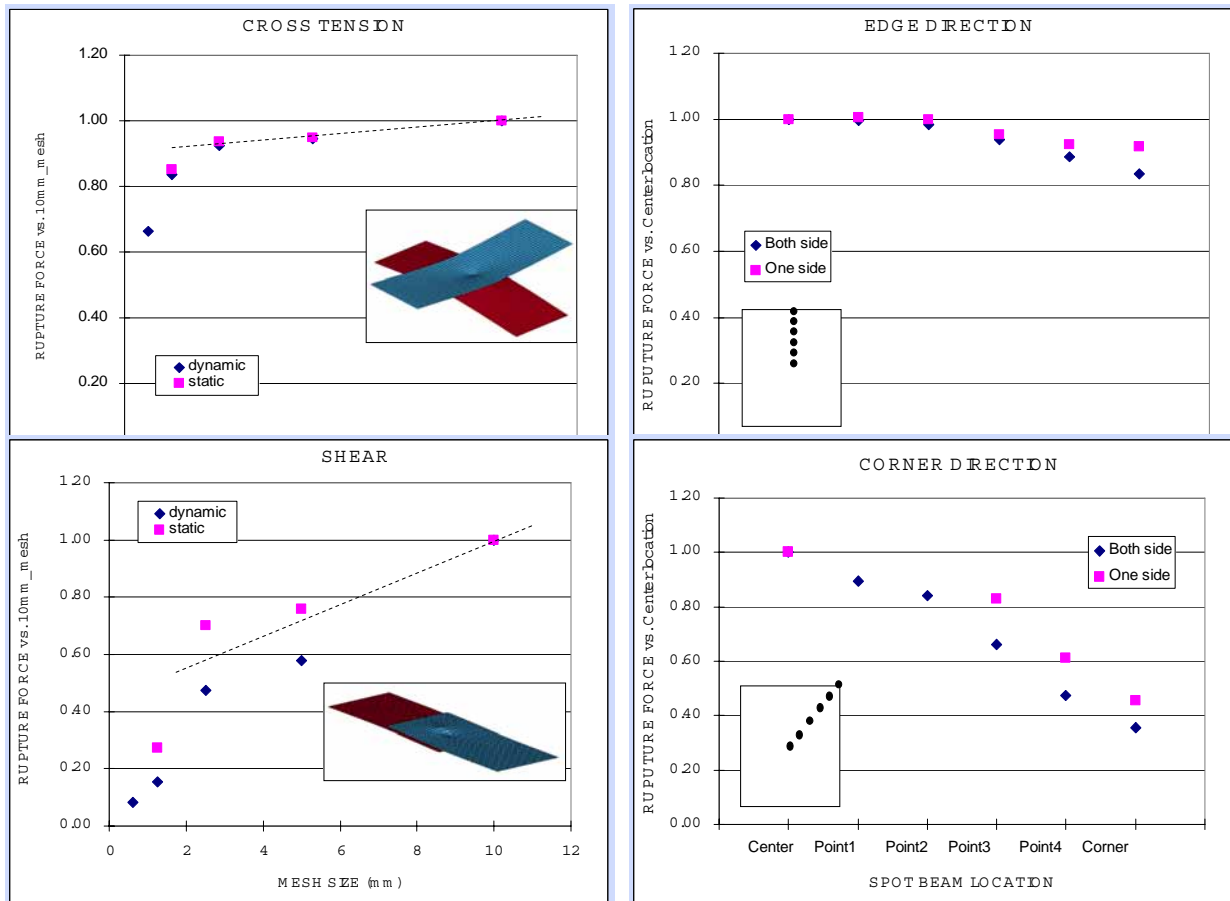 CROSS TENSION
1.20
1.00
0.80
0.60
0.40
0.20
RUPTURE FORCE vs.10mm_mesh
dynamic
static
EDGE DIRECTION
1.20
1.00
0.80
0.60
0.40
0.20
RUPUTURE FORCE vs.Centerlocation
Both side
One side
SHEAR
1.20
1.00
0.80
0.60
0.40
0.20
0.00
RUPTURE FORCE vs.10mm_mesh
dynamic
static
0 2 4 6 8 10 12
MESH SIZE (mm)
CORNER DIRECTION
1.20
1.00
0.80
0.60
0.40
0.20
0.00
RUPUTURE FORCE vs.Centerlocation
Both side
One side
Center Point1 Point2 Point3 Point4 Corner
SPOT BEAM LOCATION